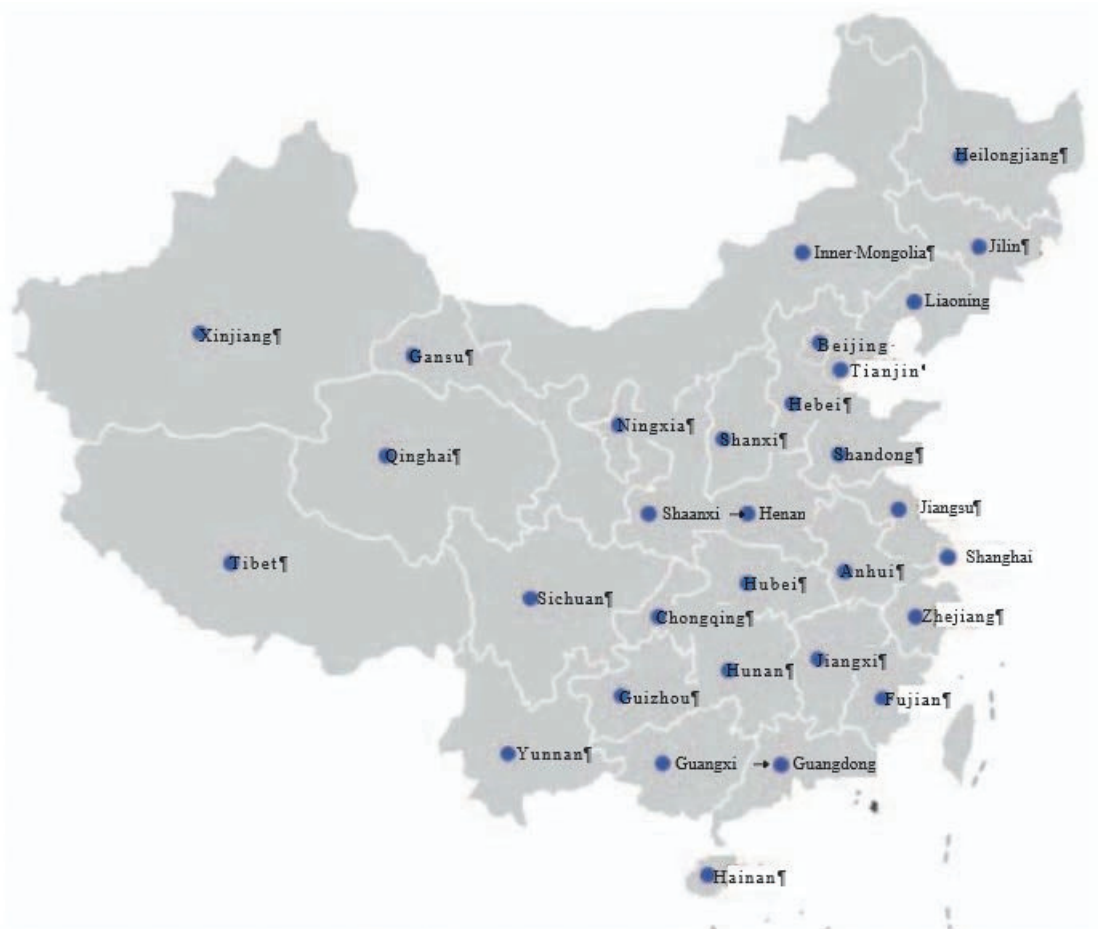 Heilongjiang¶
Jilin¶
Inner·Mongolia¶
Liaoning
Xinjiang¶
Beijing·
Gansu¶
Tianjin¶
Hebei¶
Ningxia¶
Shanxi¶
Qinghai¶
Shandong¶
Jiangsu¶
Shaanxi → Henan
Shanghai
Tibet¶
Anhui¶
Hubei¶
Sichuan¶
Chongqing¶
Zhejiang¶
Jiangxi¶
Hunan¶
Guizhou¶
Fujian¶
Yunnan¶
Guangxi → Guangdong
Hainan¶